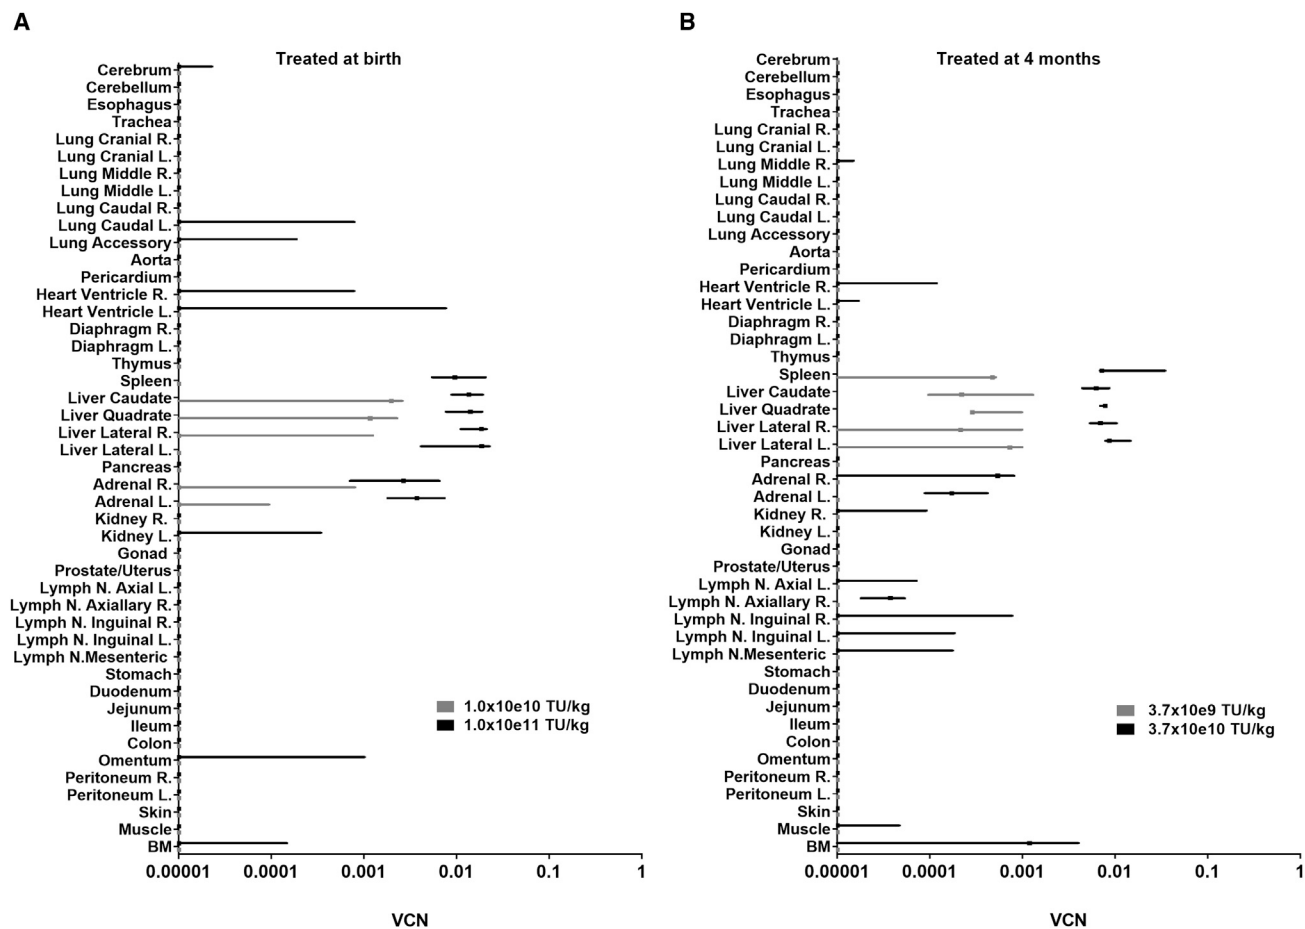 A
Treated at birth
Cerebrum
Cerebellum
Esophagus
Trachea
Lung Cranial R.
Lung Cranial L.
Lung Middle R.
Lung Middle L.
Lung Caudal R.
Lung Caudal L.
Lung Accessory
Aorta
Pericardium
Heart Ventricle R.
Heart Ventricle L.
Diaphragm R.
Diaphragm L.
Thymus
Spleen
Liver Caudate
Liver Quadrate
Liver Lateral R.
Liver Lateral L.
Pancreas
Adrenal R.
Adrenal L.
Kidney R.
Kidney L.
Gonad
Prostate/Uterus
Lymph N. Axial L.
Lymph N. Axiallary R.
Lymph N. Inguinal R.
Lymph N. Inguinal L.
Lymph N.Mesenteric
Stomach
Duodenum
Jejunum
Ileum
Colon
Omentum
Peritoneum R.
Peritoneum L.
Skin
Muscle
BM
1.0x10e10 TU/kg
1.0x10e11 TU/kg
0.00001 0.0001 0.001 0.01 0.1 1
VCN
B
Treated at 4 months
Cerebrum
Cerebellum
Esophagus
Trachea
Lung Cranial R.
Lung Cranial L.
Lung Middle R.
Lung Middle L.
Lung Caudal R.
Lung Caudal L.
Lung Accessory
Aorta
Pericardium
Heart Ventricle R.
Heart Ventricle L.
Diaphragm R.
Diaphragm L.
Thymus
Spleen
Liver Caudate
Liver Quadrate
Liver Lateral R.
Liver Lateral L.
Pancreas
Adrenal R.
Adrenal L.
Kidney R.
Kidney L.
Gonad
Prostate/Uterus
Lymph N. Axial L.
Lymph N. Axiallary R.
Lymph N. Inguinal R.
Lymph N. Inguinal L.
Lymph N.Mesenteric
Stomach
Duodenum
Jejunum
Ileum
Colon
Omentum
Peritoneum R.
Peritoneum L.
Skin
Muscle
BM
3.7x10e9 TU/kg
3.7x10e10 TU/kg
0.00001 0.0001 0.001 0.01 0.1 1
VCN